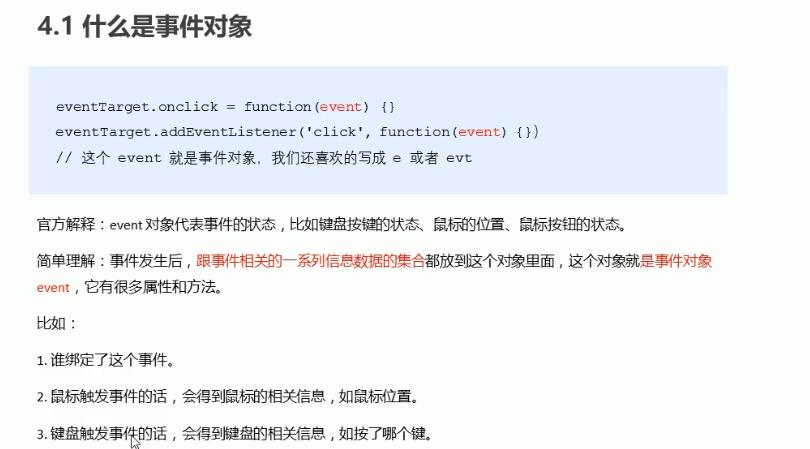 4.1 什么是事件对象
eventTarget.onclick = function(event) {}
eventTarget.addEventListener('click', function(event) {})
// 这个 event 就是事件对象，我们还喜欢的写成 e 或者 evt
官方解释：event 对象代表事件的状态，比如键盘按键的状态、鼠标的位置、鼠标按钮的状态。
简单理解：事件发生后，跟事件相关的一系列信息数据的集合都放到这个对象里面，这个对象就是事件对象
event，它有很多属性和方法。
比如：
1. 谁绑定了这个事件。
2. 鼠标触发事件的话，会得到鼠标的相关信息，如鼠标位置。
3. 键盘触发事件的话，会得到键盘的相关信息，如按了哪个键。